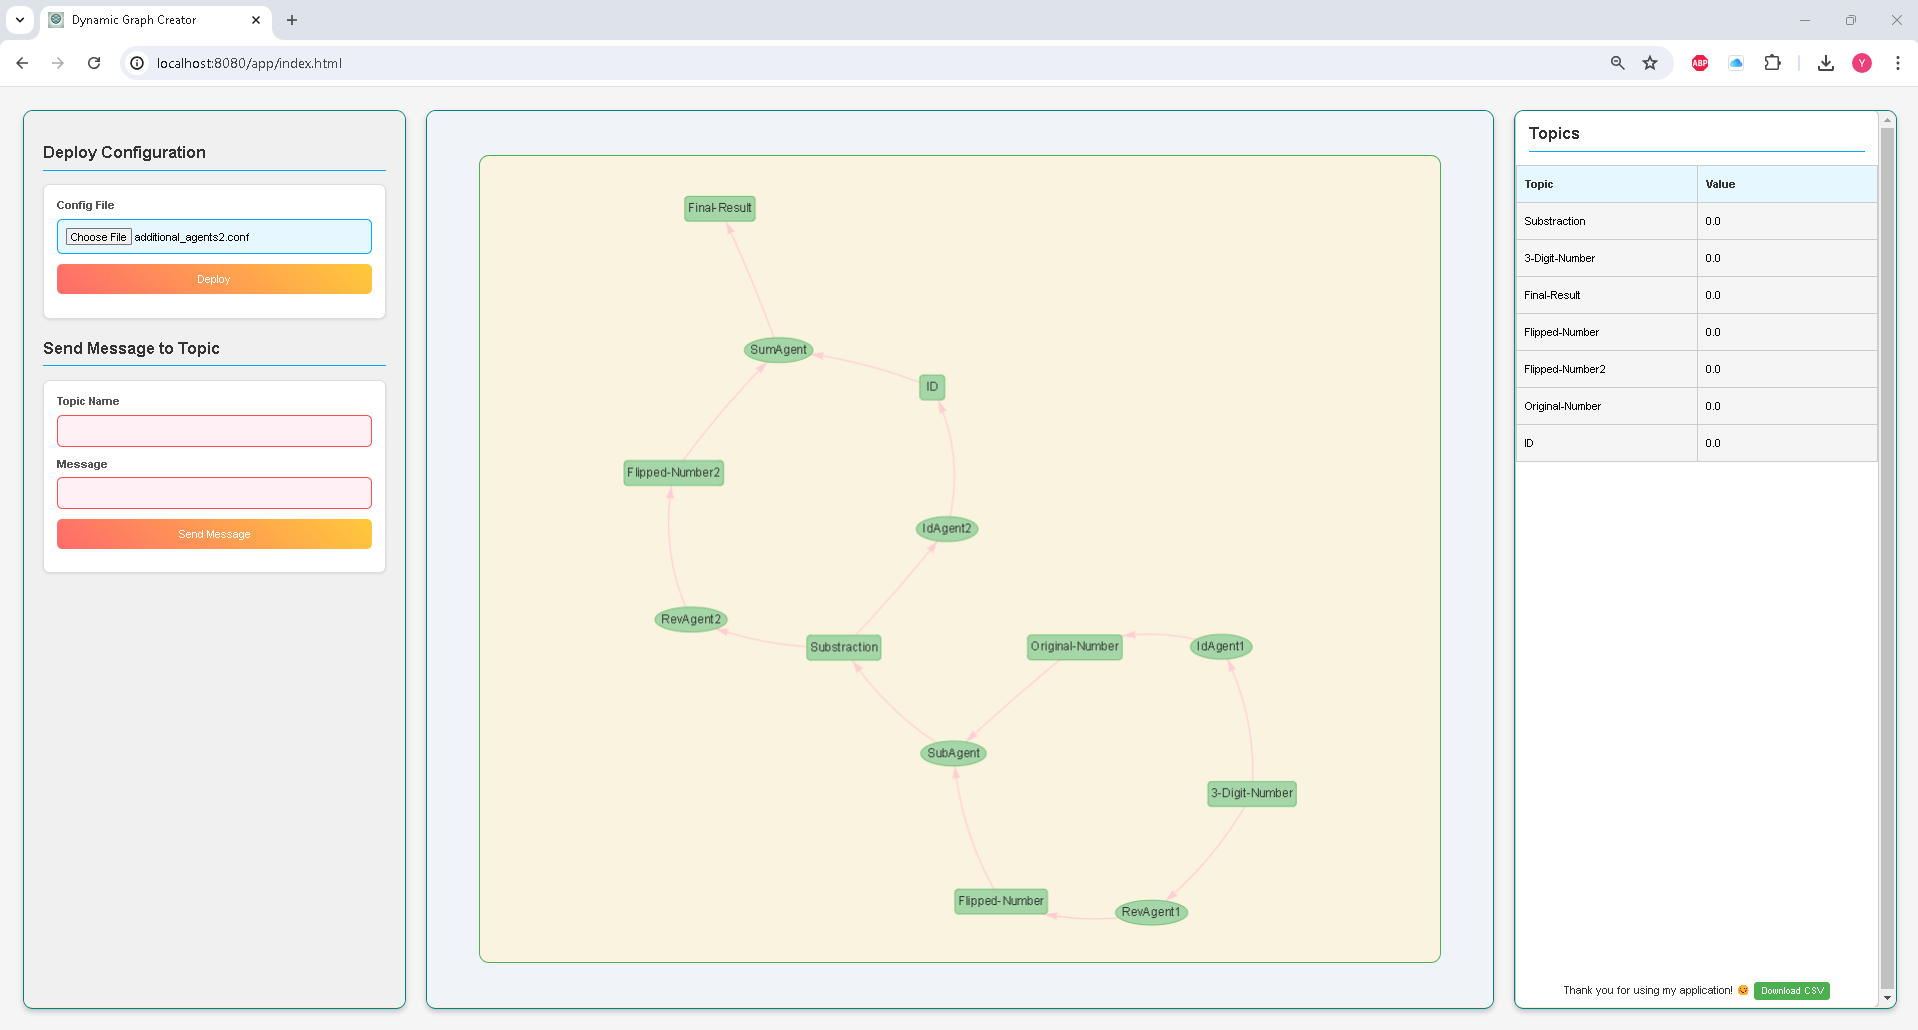 Dynamic Graph Creator
localhost:8080/app/index.html
ABP
Y
Deploy Configuration
Config File
Choose File additional_agents2.conf
Deploy
Send Message to Topic
Topic Name
Message
Send Message
Final-Result
SumAgent
ID
Flipped-Number2
IdAgent2
RevAgent2
Substraction
Original-Number
IdAgent1
SubAgent
3-Digit-Number
Flipped-Number
RevAgent1
Topics
Topic Value
Substraction 0.0
3-Digit-Number 0.0
Final-Result 0.0
Flipped-Number 0.0
Flipped-Number2 0.0
Original-Number 0.0
ID 0.0
Thank you for using my application! 🍪 Download CSV